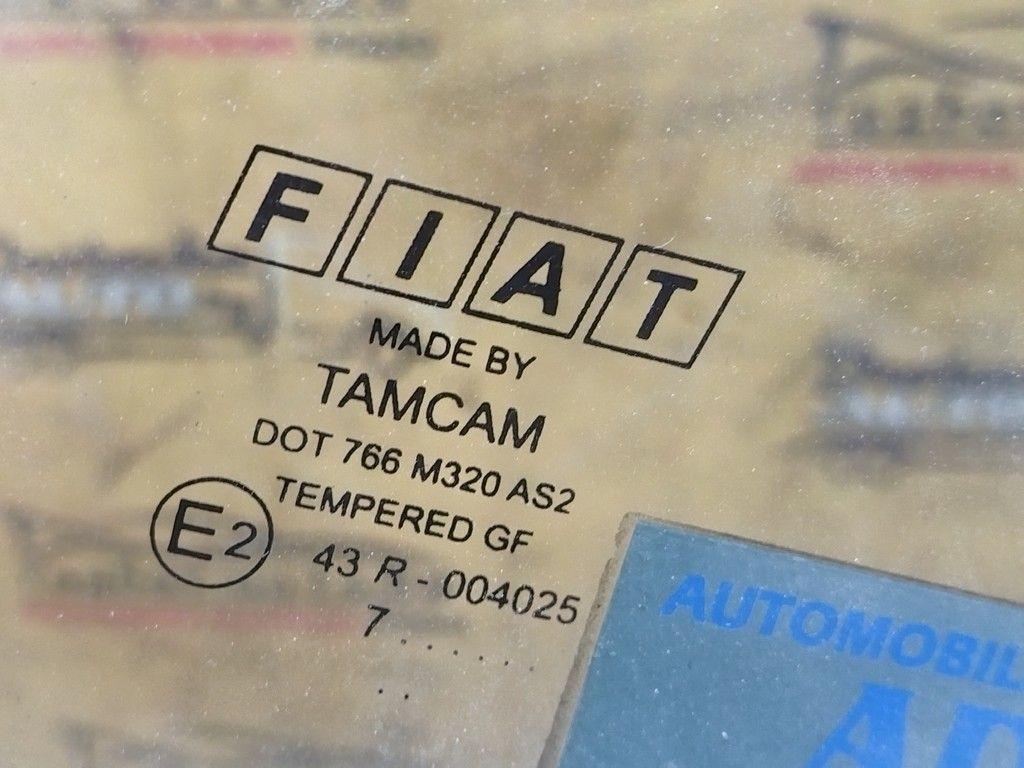 FIAT
MADE BY
TAMCAM
DOT 766 M320 AS2
TEMPERED GF
E2
43 R - 004025
7 . . . . . .
. .
AUTOMOBIL